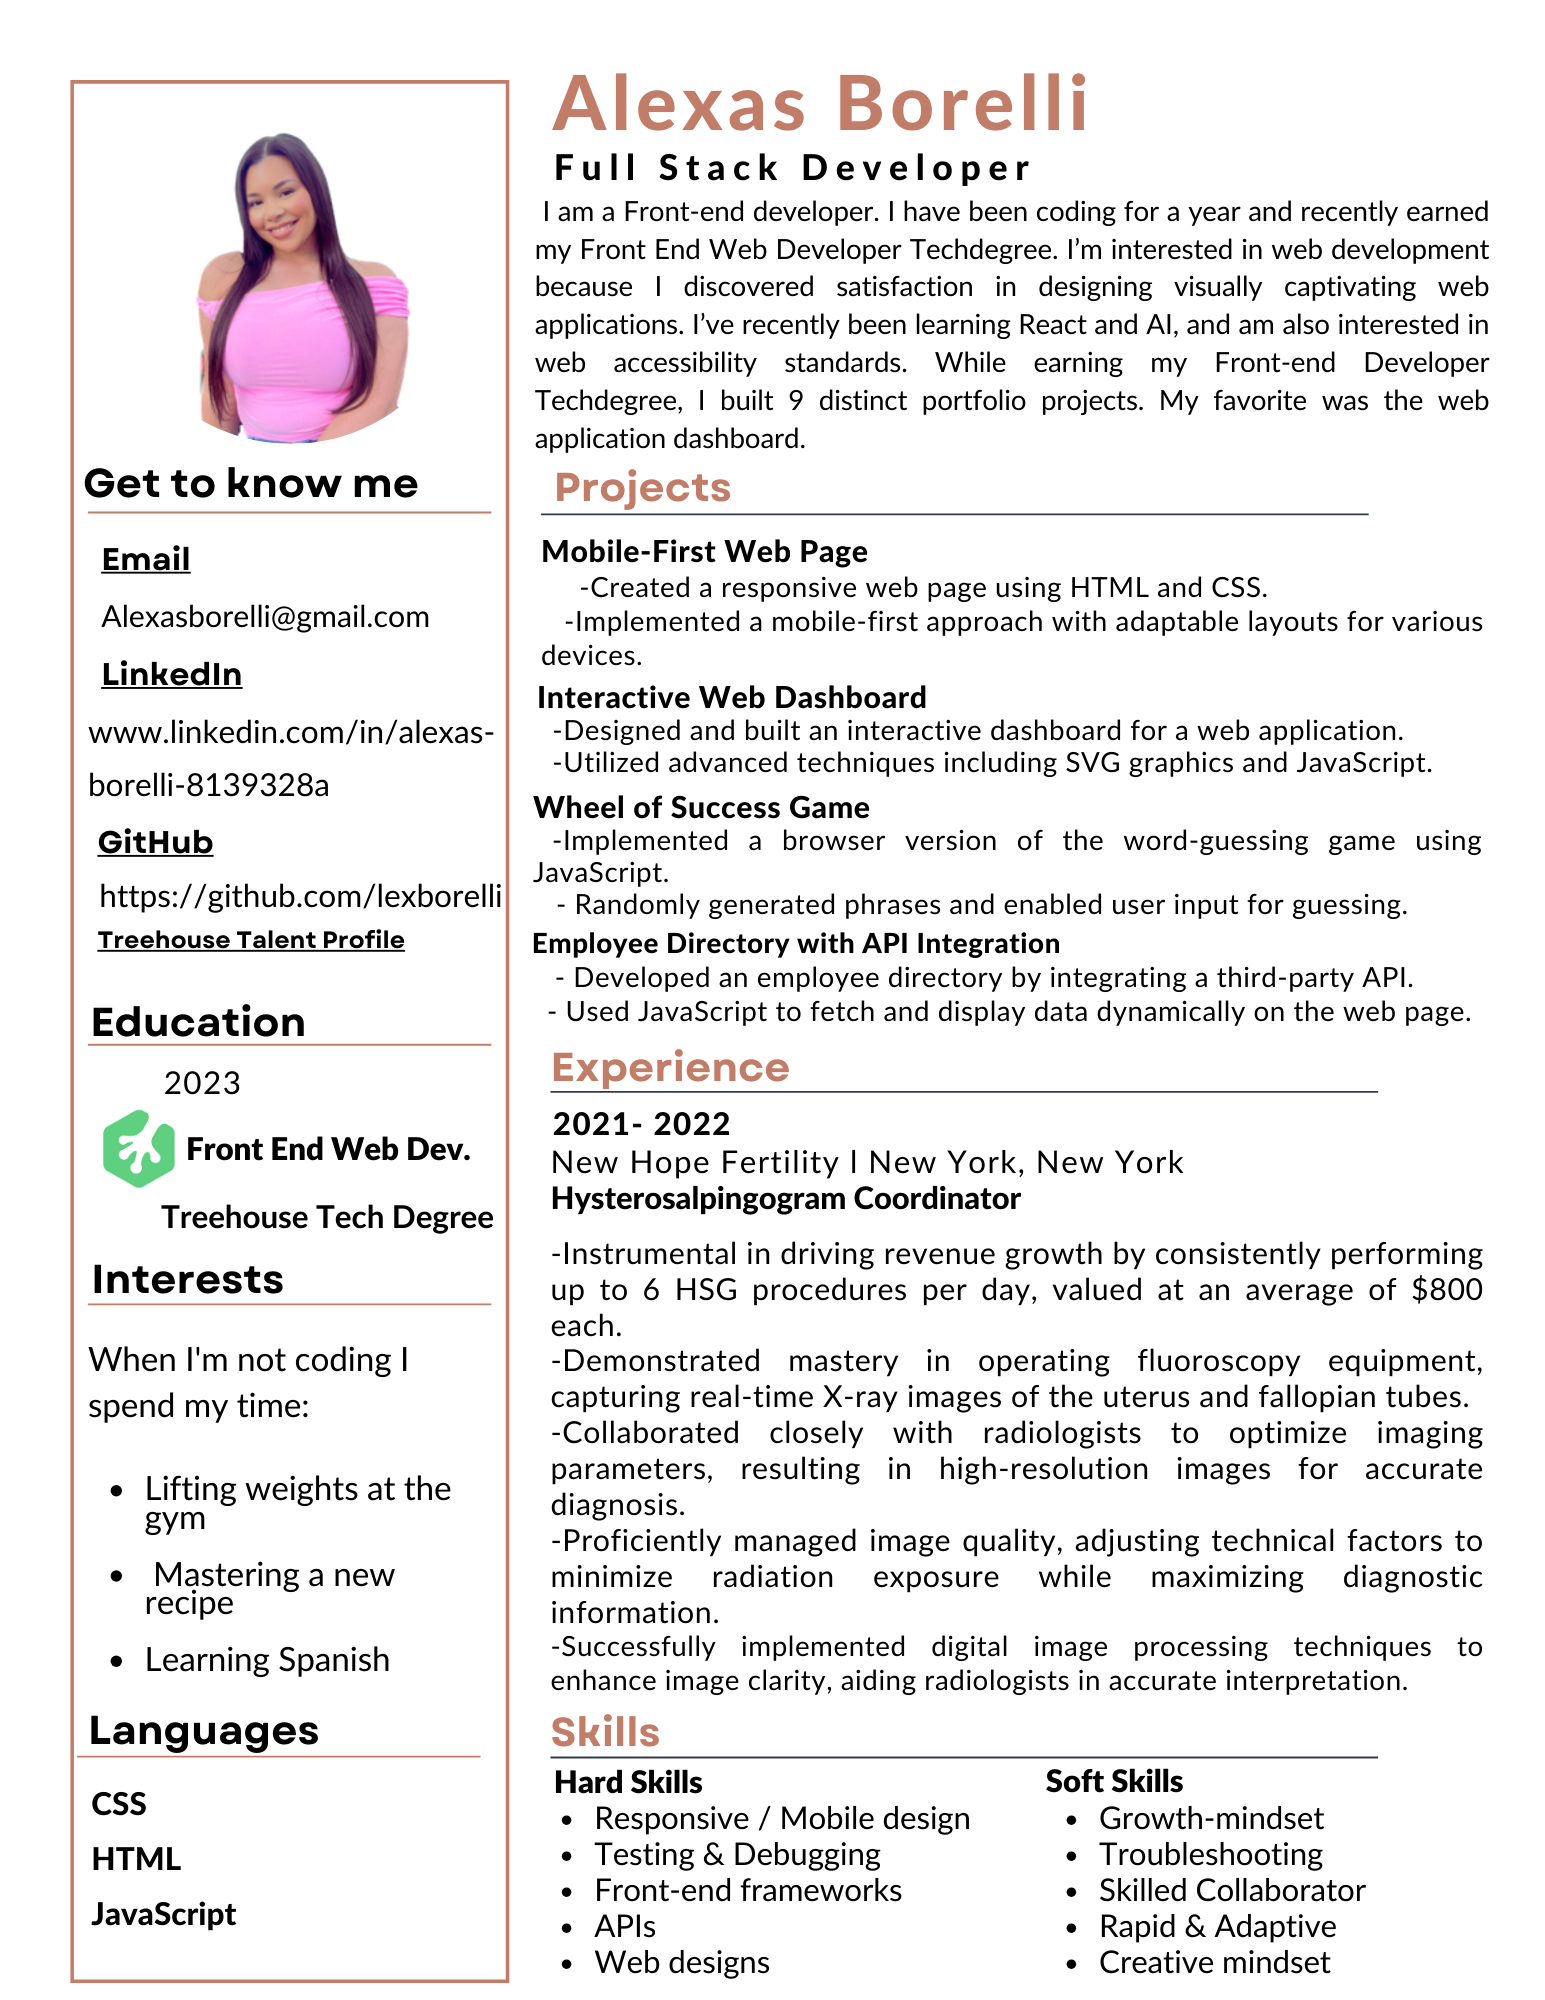 Alexas Borelli
Full Stack Developer
I am a Front-end developer. I have been coding for a year and recently earned
my Front End Web Developer Techdegree. I’m interested in web development
because I discovered satisfaction in designing visually captivating web
applications. I’ve recently been learning React and AI, and am also interested in
web accessibility standards. While earning my Front-end Developer
Techdegree, I built 9 distinct portfolio projects. My favorite was the web
application dashboard.
Get to know me
Email
Alexasborelli@gmail.com
LinkedIn
www.linkedin.com/in/alexas-
borelli-8139328a
GitHub
https://github.com/lexborelli
Treehouse Talent Profile
Education
2023
Front End Web Dev.
Treehouse Tech Degree
Interests
When I'm not coding I
spend my time:
• Lifting weights at the
gym
• Mastering a new
recipe
• Learning Spanish
Languages
CSS
HTML
JavaScript
Projects
Mobile-First Web Page
-Created a responsive web page using HTML and CSS.
-Implemented a mobile-first approach with adaptable layouts for various
devices.
Interactive Web Dashboard
-Designed and built an interactive dashboard for a web application.
-Utilized advanced techniques including SVG graphics and JavaScript.
Wheel of Success Game
-Implemented a browser version of the word-guessing game using
JavaScript.
- Randomly generated phrases and enabled user input for guessing.
Employee Directory with API Integration
- Developed an employee directory by integrating a third-party API.
- Used JavaScript to fetch and display data dynamically on the web page.
Experience
2021- 2022
New Hope Fertility l New York, New York
Hysterosalpingogram Coordinator
-Instrumental in driving revenue growth by consistently performing
up to 6 HSG procedures per day, valued at an average of $800
each.
-Demonstrated mastery in operating fluoroscopy equipment,
capturing real-time X-ray images of the uterus and fallopian tubes.
-Collaborated closely with radiologists to optimize imaging
parameters, resulting in high-resolution images for accurate
diagnosis.
-Proficiently managed image quality, adjusting technical factors to
minimize radiation exposure while maximizing diagnostic
information.
-Successfully implemented digital image processing techniques to
enhance image clarity, aiding radiologists in accurate interpretation.
Skills
Hard Skills
• Responsive / Mobile design
• Testing & Debugging
• Front-end frameworks
• APIs
• Web designs
Soft Skills
• Growth-mindset
• Troubleshooting
• Skilled Collaborator
• Rapid & Adaptive
• Creative mindset